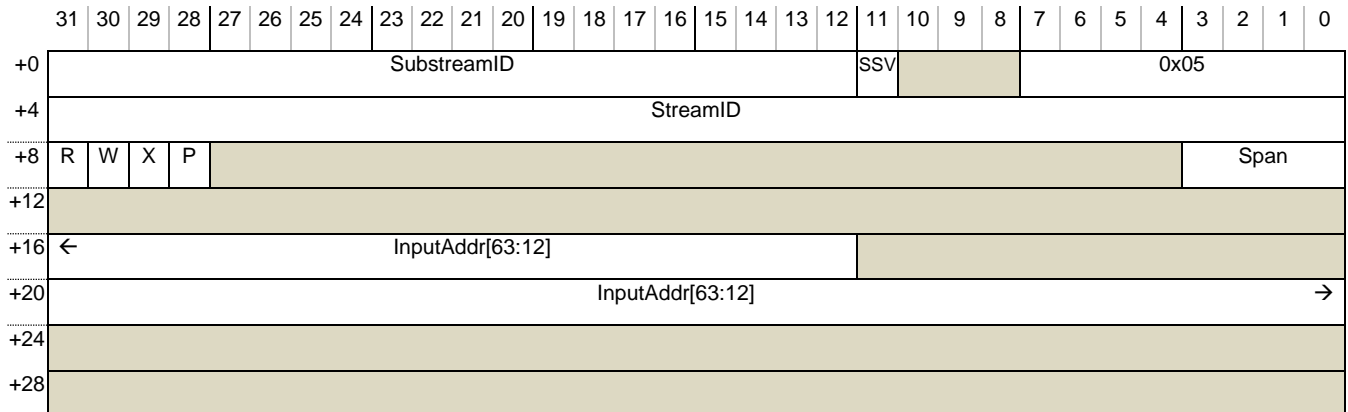 31 30 29 28 27 26 25 24 23 22 21 20 19 18 17 16 15 14 13 12 11 10 9 8 7 6 5 4 3 2 1 0
+0 SubstreamID SSV 0x05
+4 StreamID
+8 R W X P Span
+12
+16 ← InputAddr[63:12]
+20 InputAddr[63:12] →
+24
+28